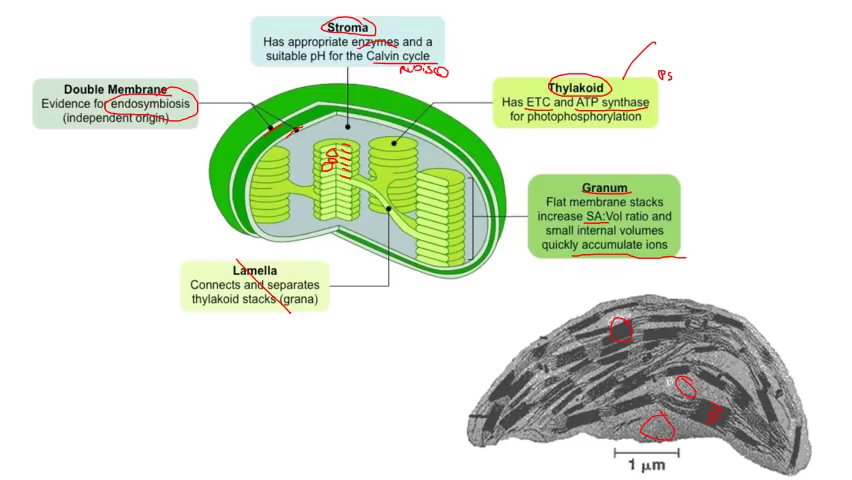 Stroma
Has appropriate enzymes and a
suitable pH for the Calvin cycle
Double Membrane
Evidence for endosymbiosis
(independent origin)
Thylakoid
Has ETC and ATP synthase
for photophosphorylation
PS
Granum
Flat membrane stacks
increase SA:Vol ratio and
small internal volumes
quickly accumulate ions
Lamella
Connects and separates
thylakoid stacks (grana)
1 μm